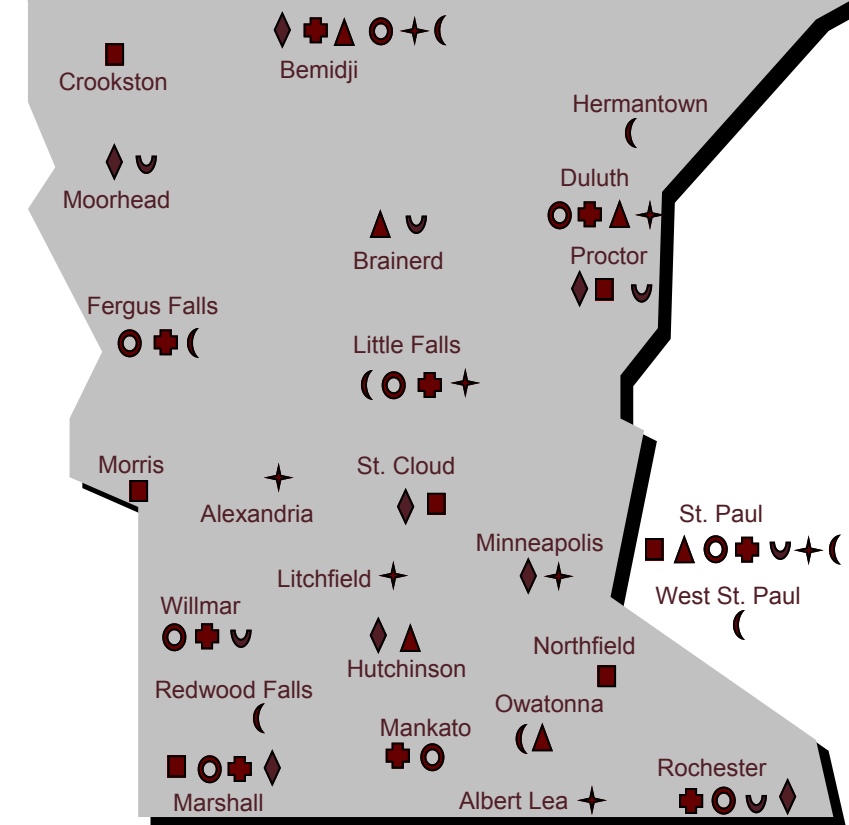 Crookston
Bemidji
Hermantown
Moorhead
Duluth
Brainerd
Proctor
Fergus Falls
Little Falls
Morris
St. Cloud
Alexandria
St. Paul
Minneapolis
Litchfield
West St. Paul
Willmar
Northfield
Hutchinson
Redwood Falls
Owatonna
Mankato
Rochester
Marshall
Albert Lea